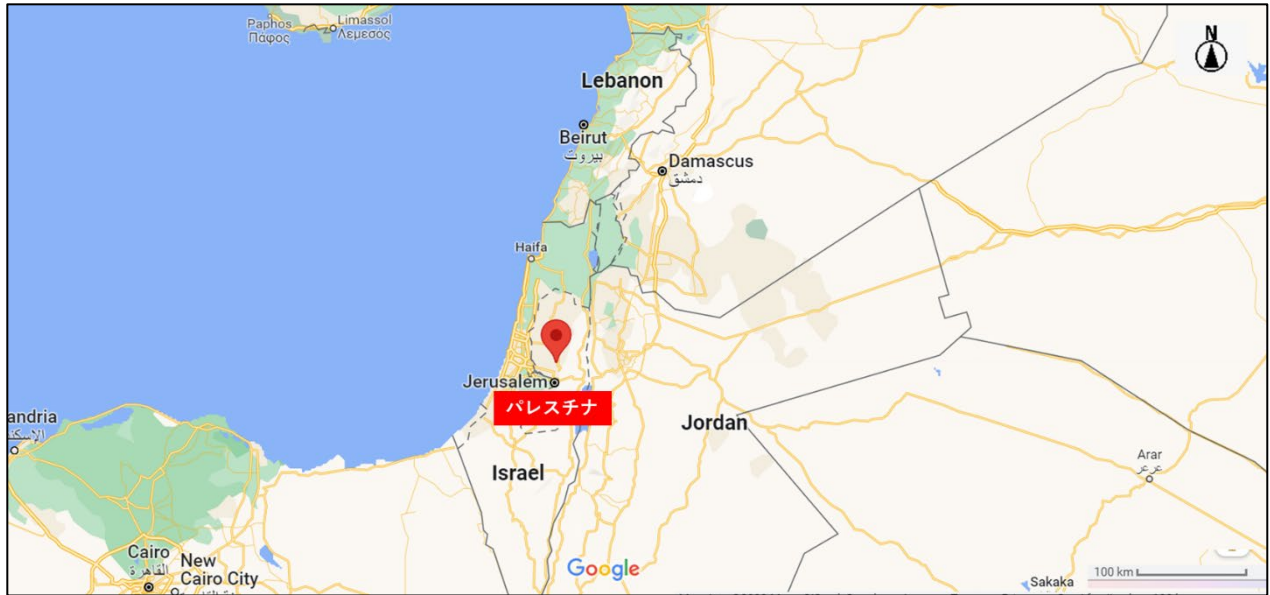 Paphos
Πάφος
Limassol
Λεμεσός
N
Lebanon
Beirut
بيروت
Damascus
دمشق
Haifa
Jerusalem
パレスチナ
Jordan
Israel
andria
Arar
عرعر
Cairo
القاهرة
New
Cairo City
Google
100 km
Sakaka